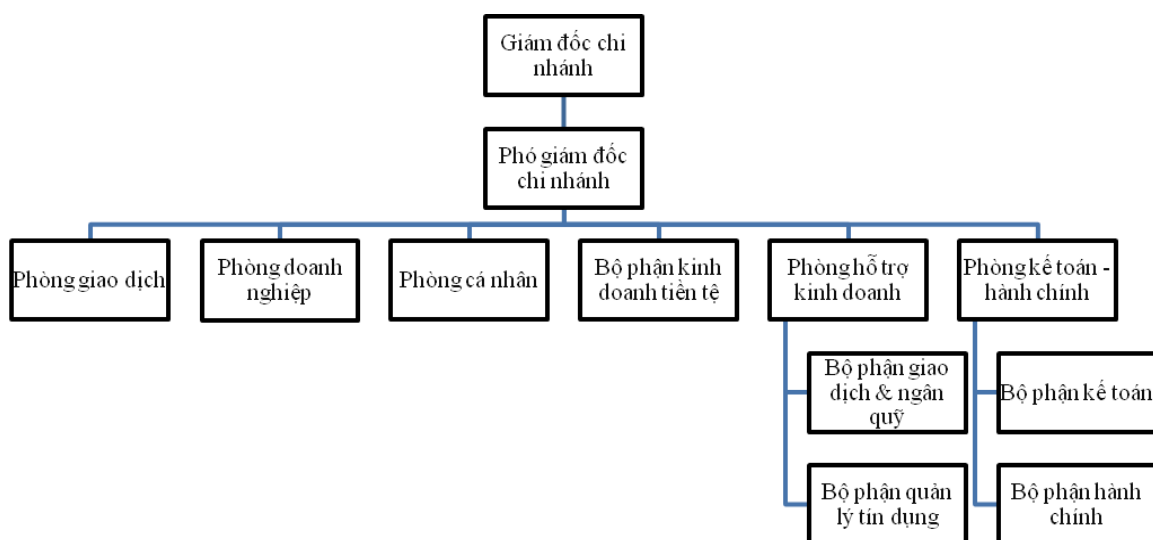 Giám đốc chi
nhánh
Phó giám đốc
chi nhánh
Phòng giao dịch
Phòng doanh
nghiệp
Phòng cá nhân
Bộ phận kinh
doanh tiền tệ
Phòng hỗ trợ
kinh doanh
Phòng kế toán -
hành chính
Bộ phận giao
dịch & ngân
quỹ
Bộ phận kế toán
Bộ phận quản
lý tín dụng
Bộ phận hành
chính